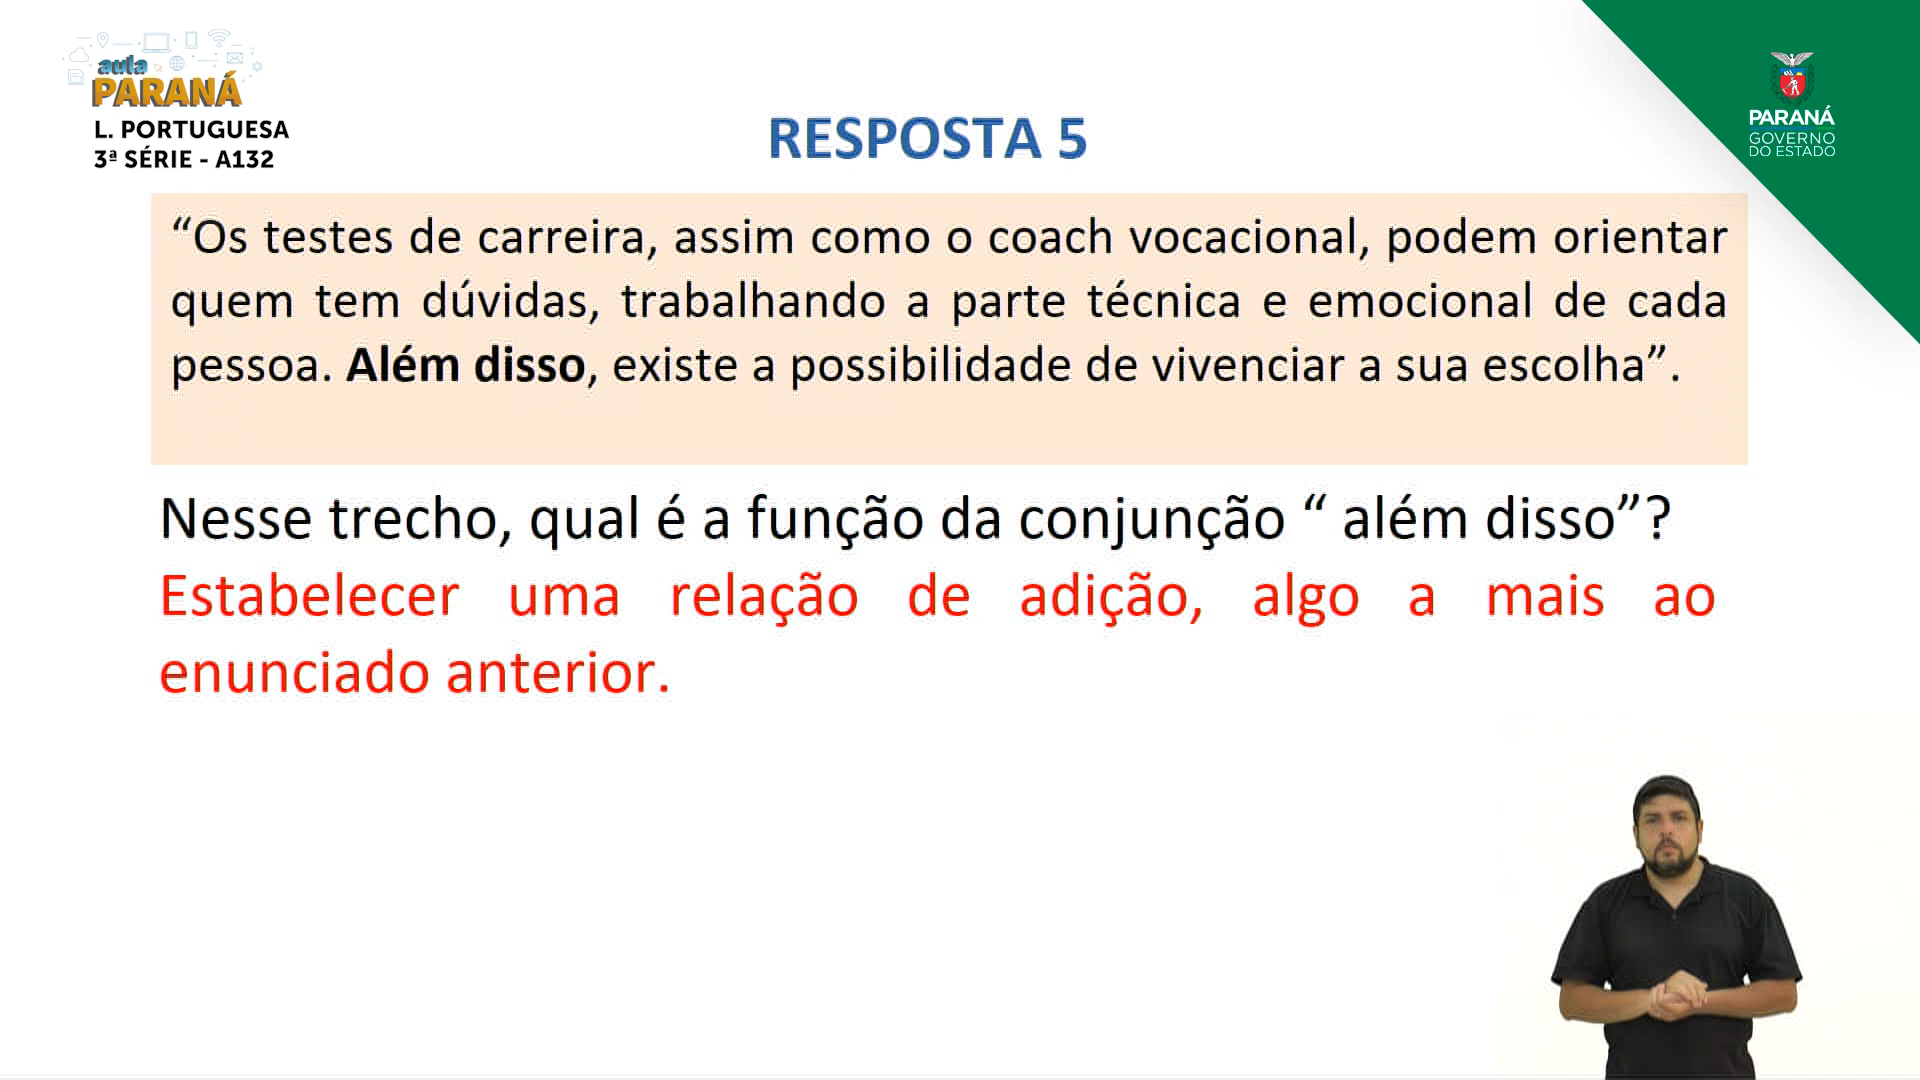 aula
PARANÁ
L. PORTUGUESA
3ª SÉRIE - A132
RESPOSTA 5
PARANÁ
GOVERNO
DO ESTADO
“Os testes de carreira, assim como o coach vocacional, podem orientar
quem tem dúvidas, trabalhando a parte técnica e emocional de cada
pessoa. Além disso, existe a possibilidade de vivenciar a sua escolha”.
Nesse trecho, qual é a função da conjunção “ além disso”?
Estabelecer uma relação de adição, algo a mais ao
enunciado anterior.